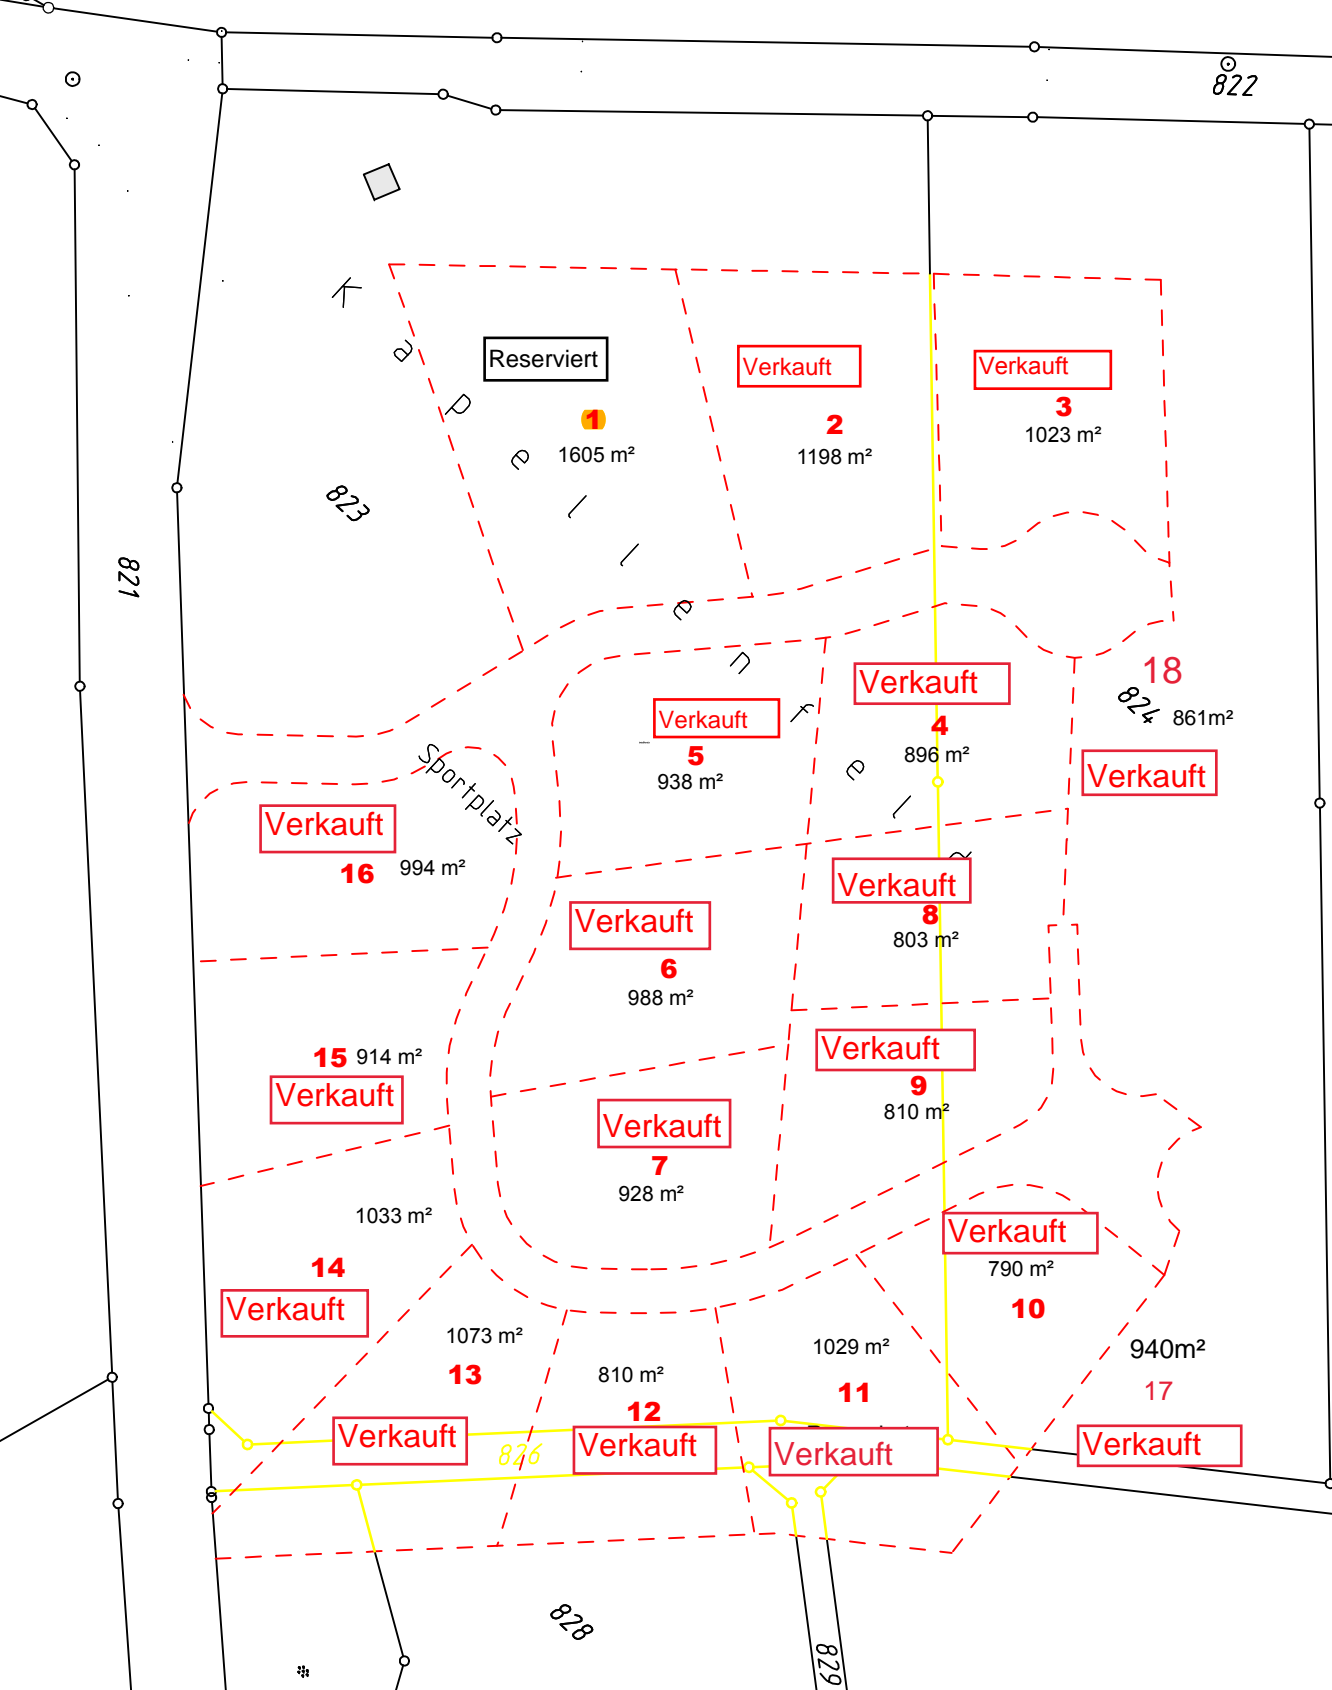 822
Kapellenfeld
Reserviert
1
1605 m²
Verkauft
2
1198 m²
Verkauft
3
1023 m²
823
821
Verkauft
4
896 m²
18
824
861m²
Verkauft
Verkauft
5
938 m²
Sportplatz
Verkauft
16
994 m²
Verkauft
8
803 m²
Verkauft
6
988 m²
15
914 m²
Verkauft
Verkauft
9
810 m²
Verkauft
7
928 m²
1033 m²
14
Verkauft
Verkauft
790 m²
10
1073 m²
13
Verkauft
810 m²
12
Verkauft
1029 m²
11
Verkauft
940m²
17
Verkauft
826
828
829